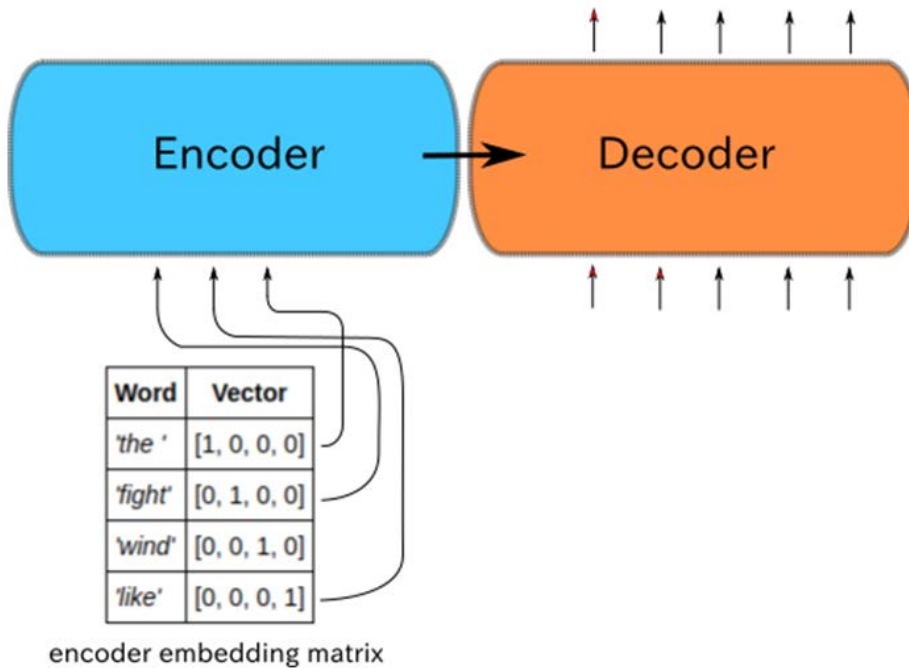 Encoder
Decoder
Word Vector
'the ' [1, 0, 0, 0]
'fight' [0, 1, 0, 0]
'wind' [0, 0, 1, 0]
'like' [0, 0, 0, 1]
encoder embedding matrix